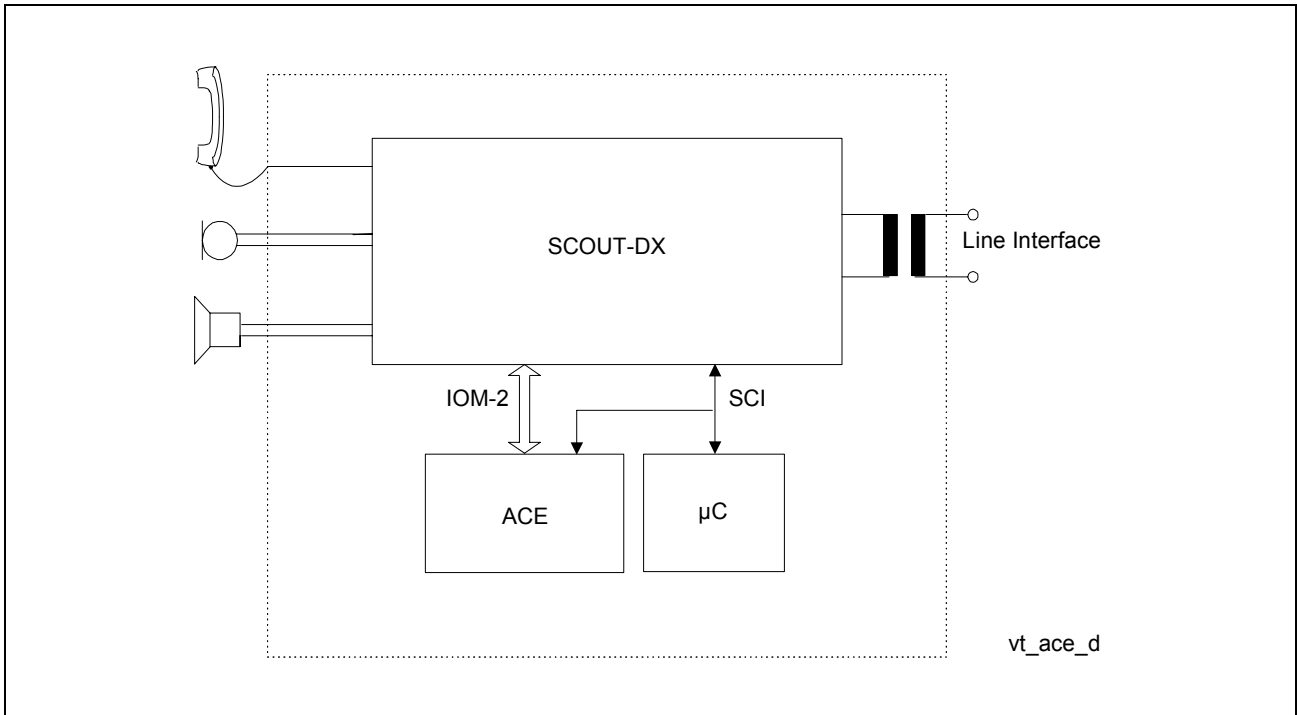 SCOUT-DX
Line Interface
IOM-2
SCI
ACE
µC
vt_ace_d